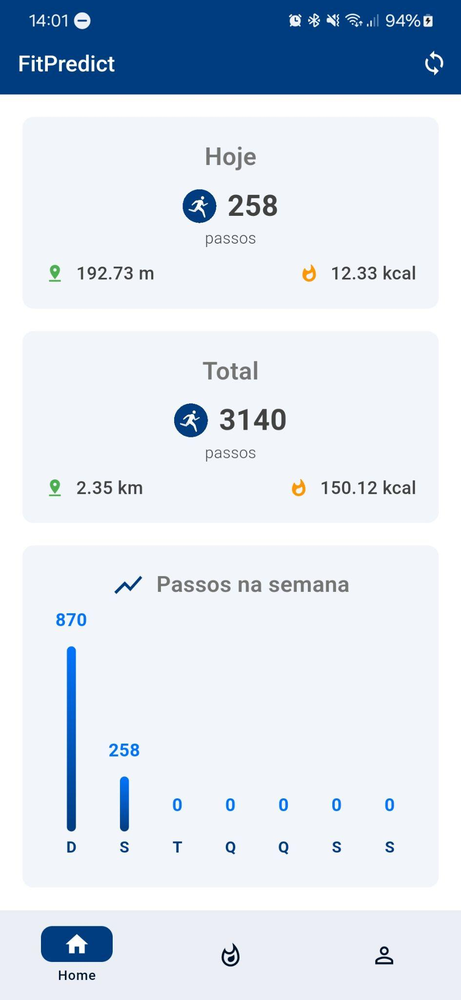 14:01 94%
FitPredict
Hoje
258
passos
192.73 m 12.33 kcal
Total
3140
passos
2.35 km 150.12 kcal
Passos na semana
870
258
0 0 0 0 0
D S T Q Q S S
Home